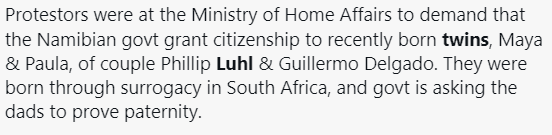 Protestors were at the Ministry of Home Affairs to demand that
the Namibian govt grant citizenship to recently born twins, Maya
& Paula, of couple Phillip Luhl & Guillermo Delgado. They were
born through surrogacy in South Africa, and govt is asking the
dads to prove paternity.